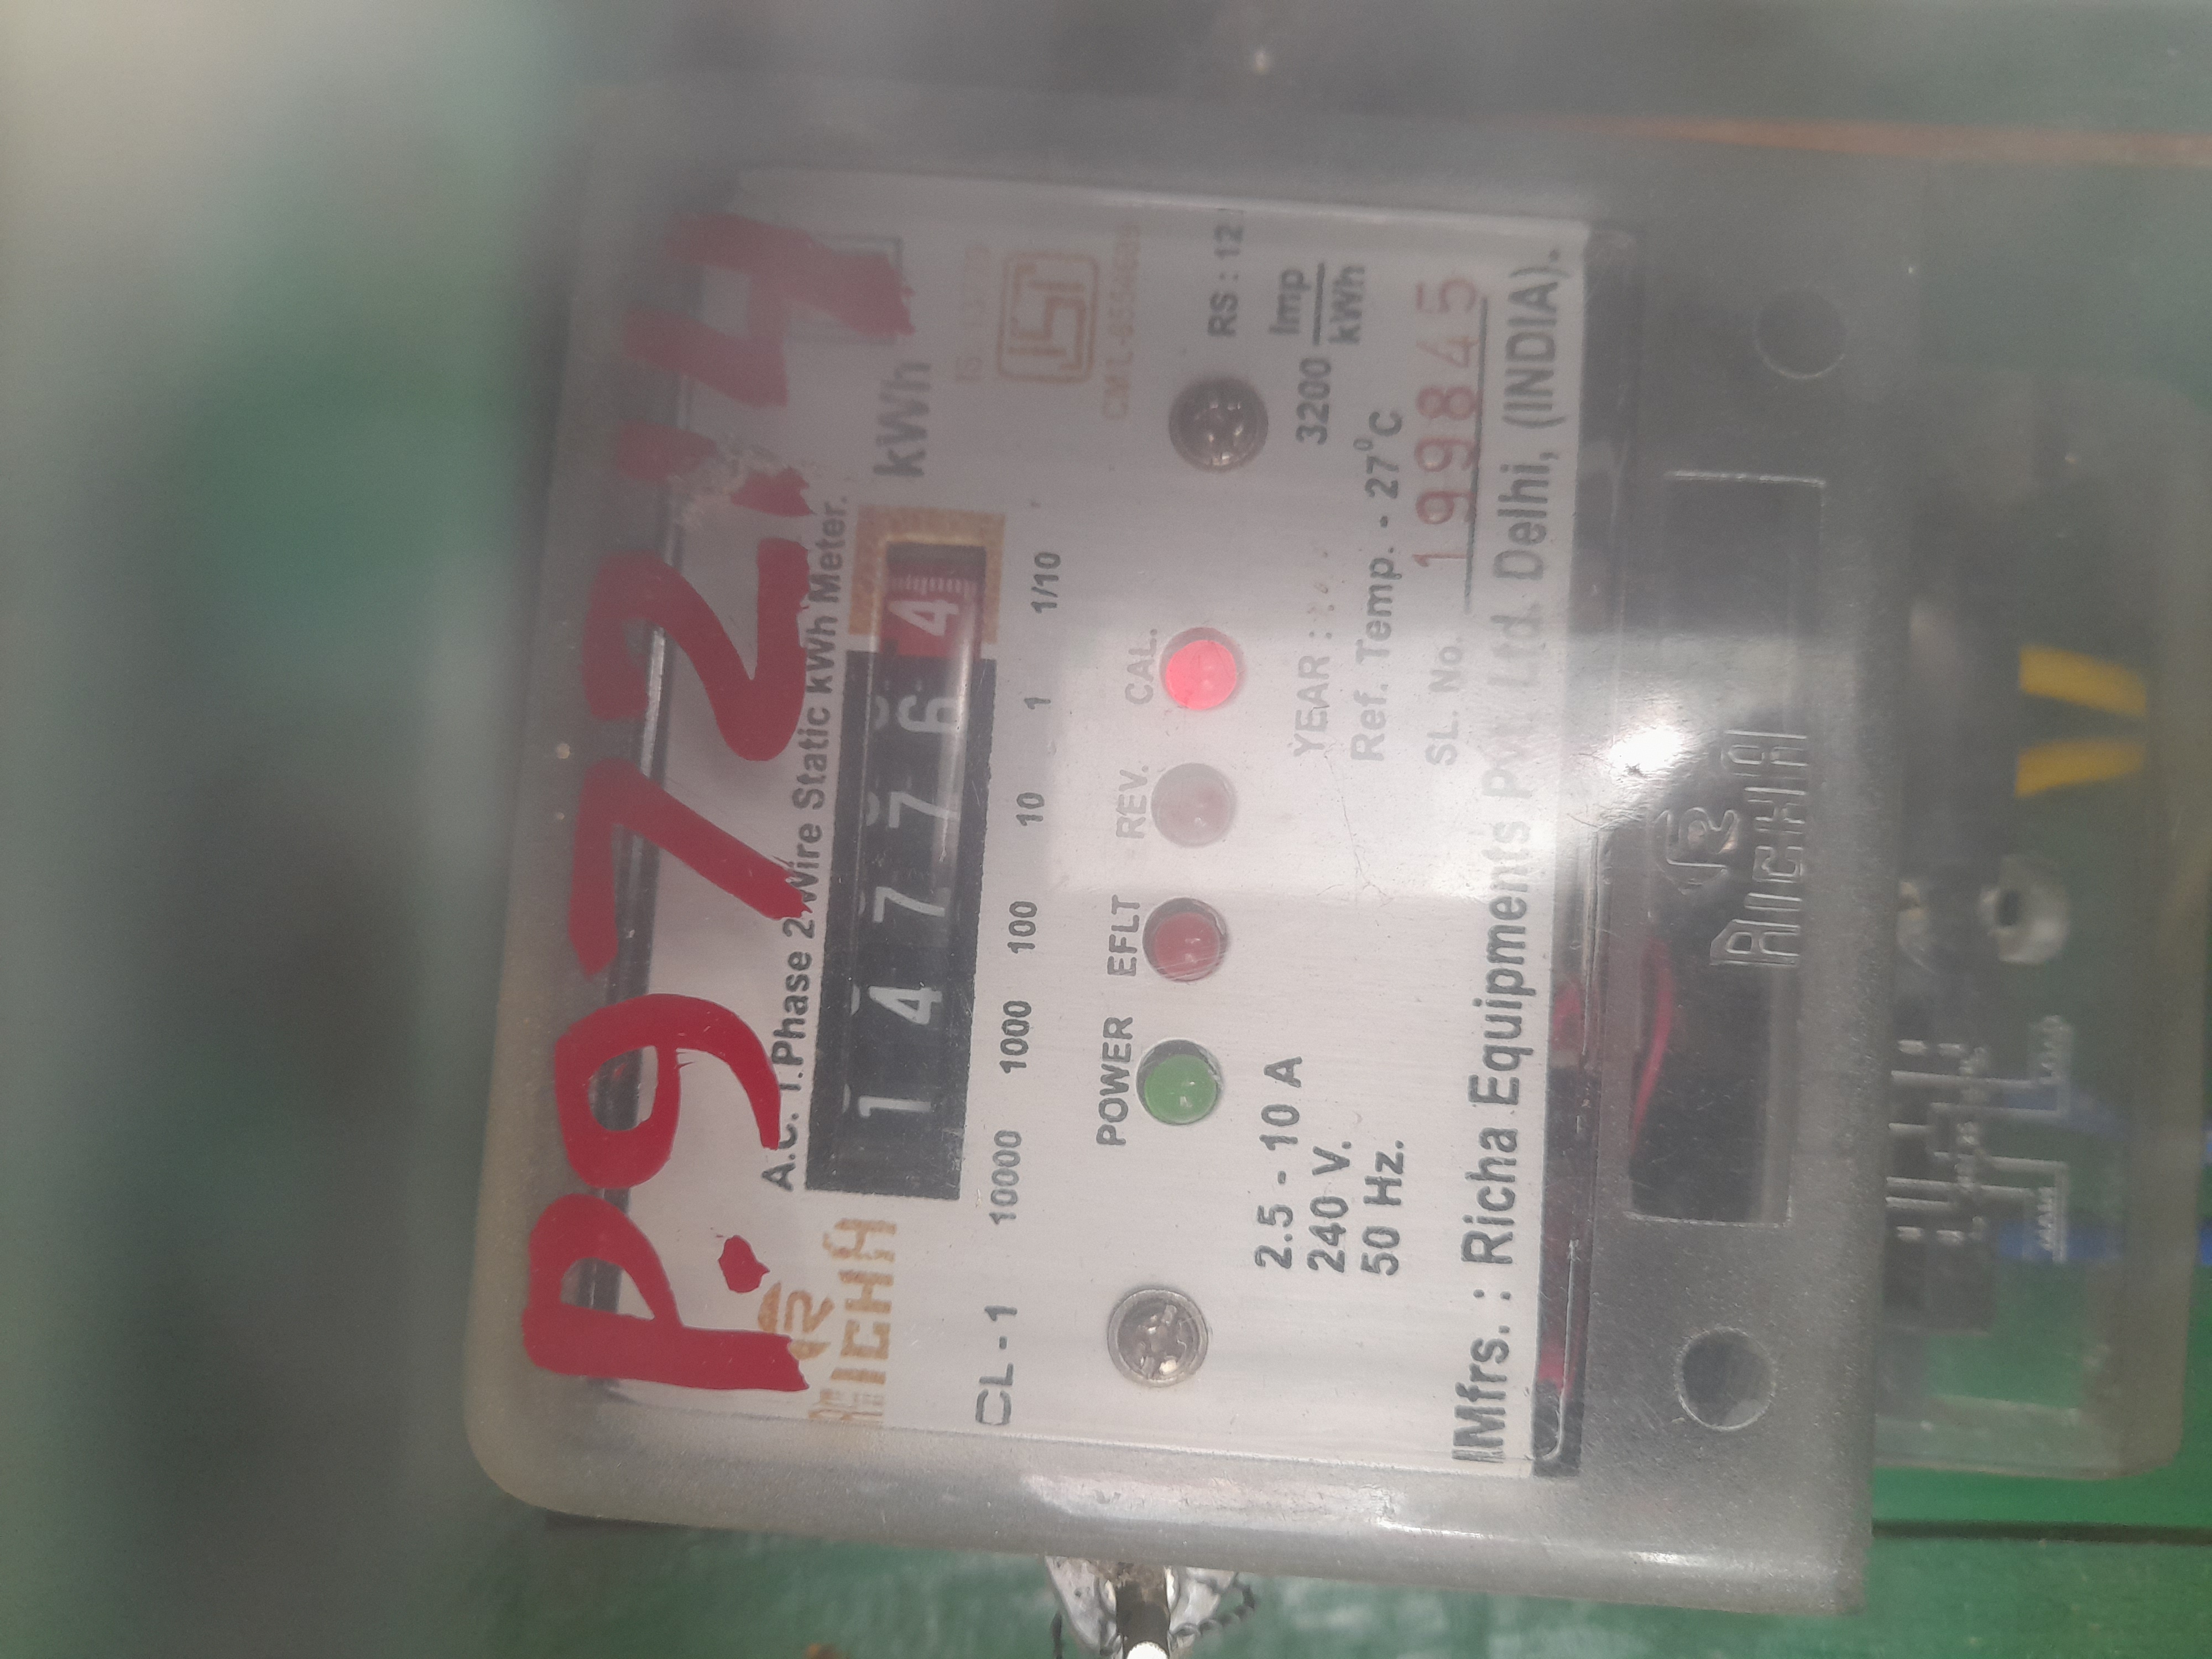 P.972:4
A.C. 1.Phase 2 Wire Static kWh Meter.
RICHA
1 4 7 7 6 4 kWh
10000 1000 100 10 1 1/10
CL - 1
POWER EFLT REV. CAL.
RS : 12
2.5 - 10 A
240 V.
50 Hz.
3200 Imp
kWh
YEAR :
Ref. Temp. - 27°C
SL. No. 199845
Mfrs. : Richa Equipments Pvt. Ltd. Delhi, (INDIA).
RICHA